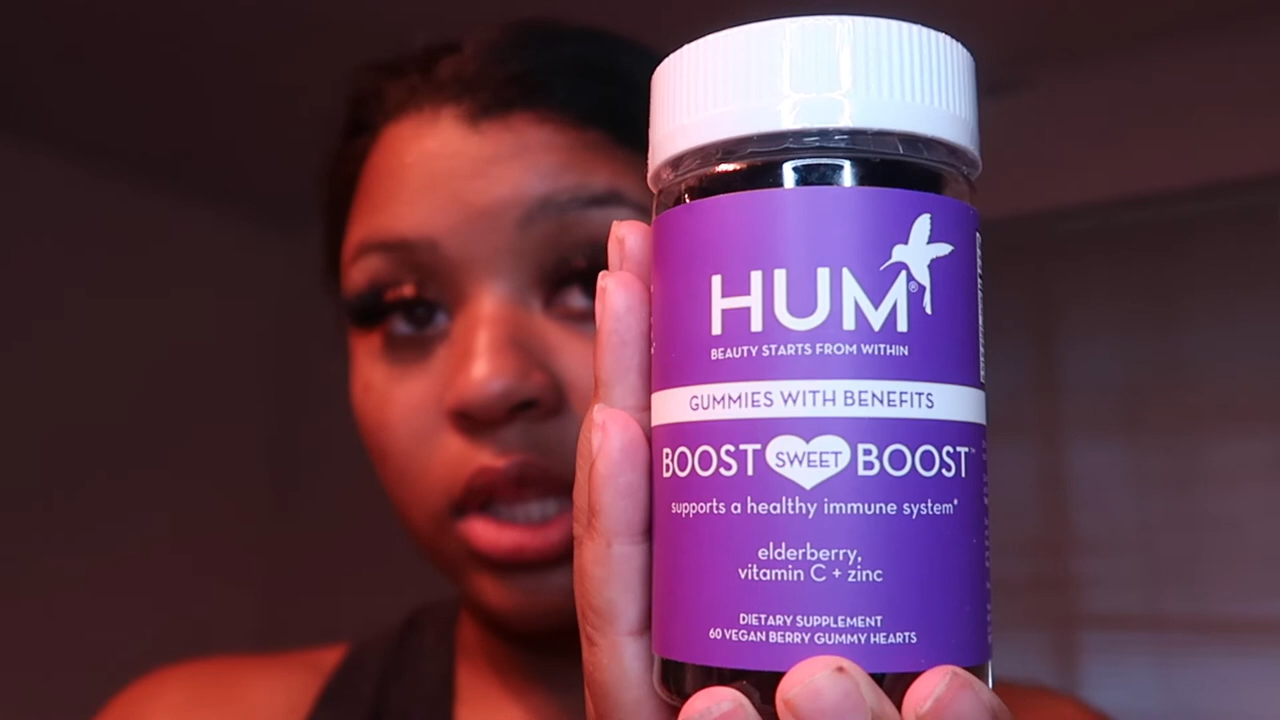 HUM®
BEAUTY STARTS FROM WITHIN
GUMMIES WITH BENEFITS
BOOST SWEET BOOST™
supports a healthy immune system*
elderberry,
vitamin C + zinc
DIETARY SUPPLEMENT
60 VEGAN BERRY GUMMY HEARTS